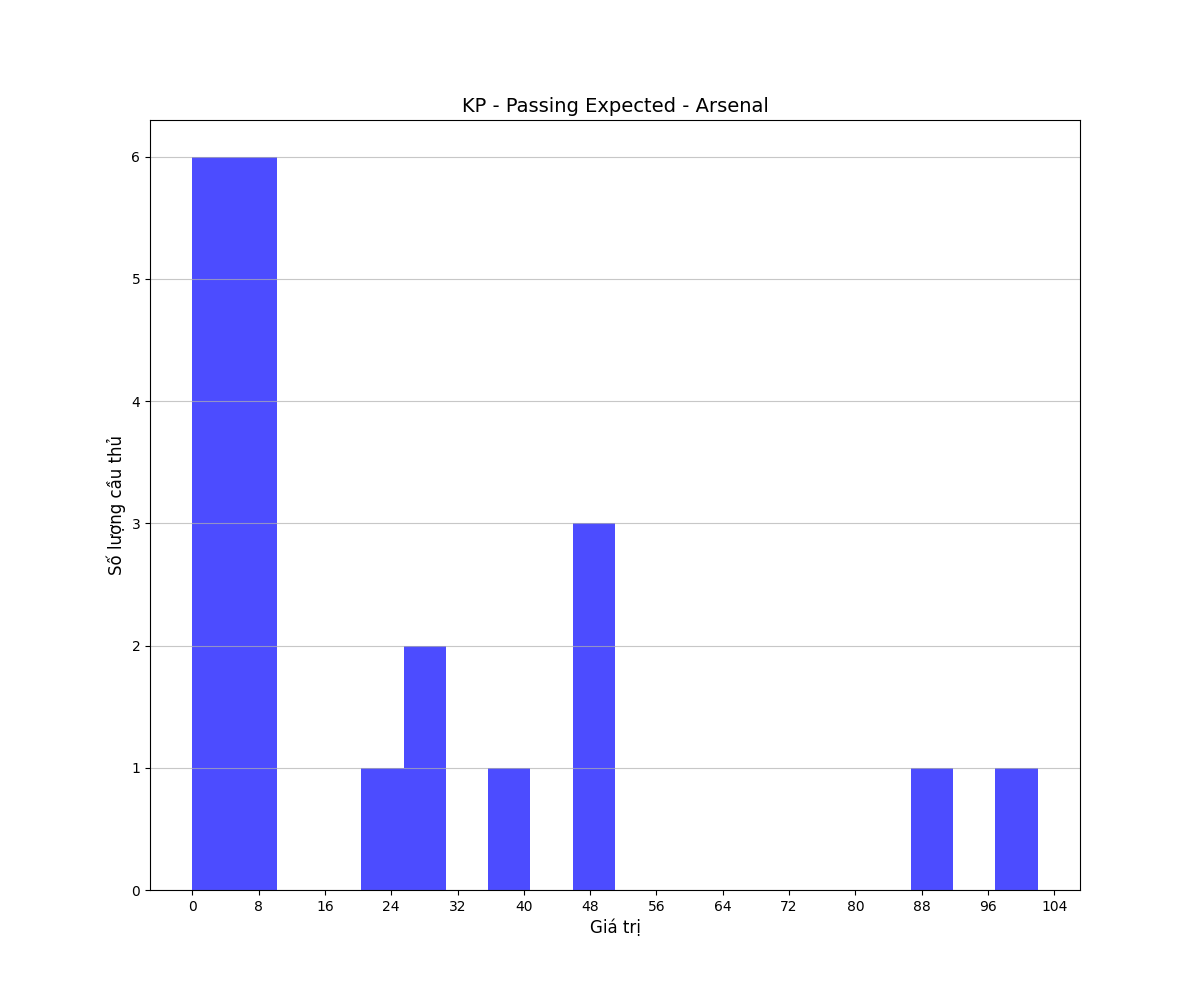 KP - Passing Expected - Arsenal
6
5
4
3
2
1
0
Số lượng cầu thủ
0 8 16 24 32 40 48 56 64 72 80 88 96 104
Giá trị